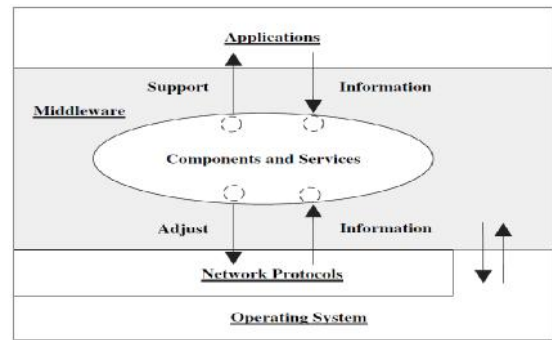 Applications
Support Information
Middleware
Components and Services
Adjust Information
Network Protocols
Operating System